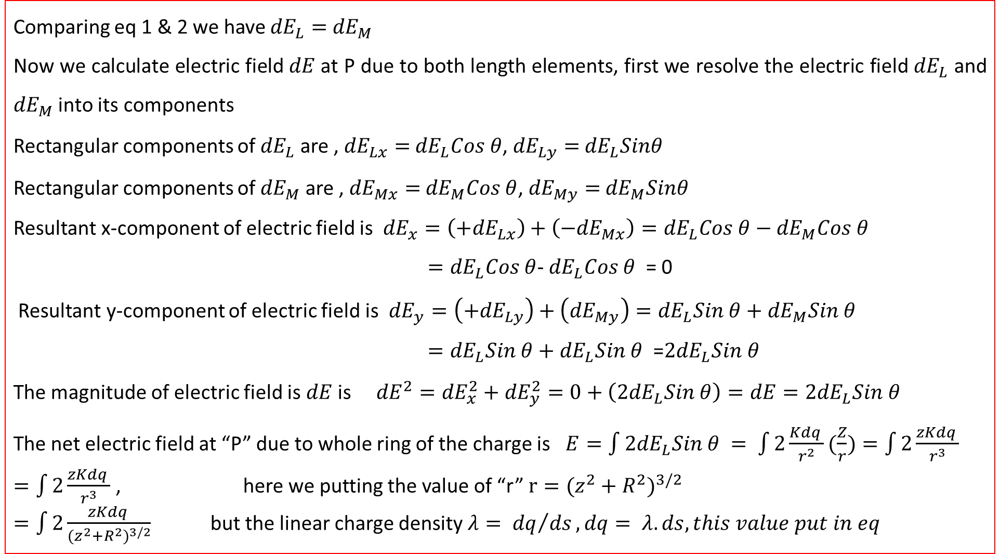 Comparing eq 1 & 2 we have $dE_L = dE_M$
Now we calculate electric field $dE$ at P due to both length elements, first we resolve the electric field $dE_L$ and
$dE_M$ into its components
Rectangular components of $dE_L$ are , $dE_{Lx} = dE_L Cos\ \theta$, $dE_{Ly} = dE_L Sin\theta$
Rectangular components of $dE_M$ are , $dE_{Mx} = dE_M Cos\ \theta$, $dE_{My} = dE_M Sin\theta$
Resultant x-component of electric field is $dE_x = (+dE_{Lx}) + (-dE_{Mx}) = dE_L Cos\ \theta - dE_M Cos\ \theta$
$= dE_L Cos\ \theta$- $dE_L Cos\ \theta$ = 0
Resultant y-component of electric field is $dE_y = (+dE_{Ly}) + (dE_{My}) = dE_L Sin\ \theta + dE_M Sin\ \theta$
$= dE_L Sin\ \theta + dE_L Sin\ \theta$ =2$dE_L Sin\ \theta$
The magnitude of electric field is $dE$ is $dE^2 = dE_x^2 + dE_y^2 = 0 + (2dE_L Sin\ \theta) = dE = 2dE_L Sin\ \theta$
The net electric field at “P” due to whole ring of the charge is $E = \int 2dE_L Sin\ \theta = \int 2\frac{Kdq}{r^2}(\frac{Z}{r}) = \int 2\frac{zKdq}{r^3}$
$= \int 2\frac{zKdq}{r^3}$ , here we putting the value of “r” r $= (z^2 + R^2)^{3/2}$
$= \int 2\frac{zKdq}{(z^2+R^2)^{3/2}}$ but the linear charge density $\lambda = dq/ds , dq = \lambda. ds, this\ value\ put\ in\ eq$